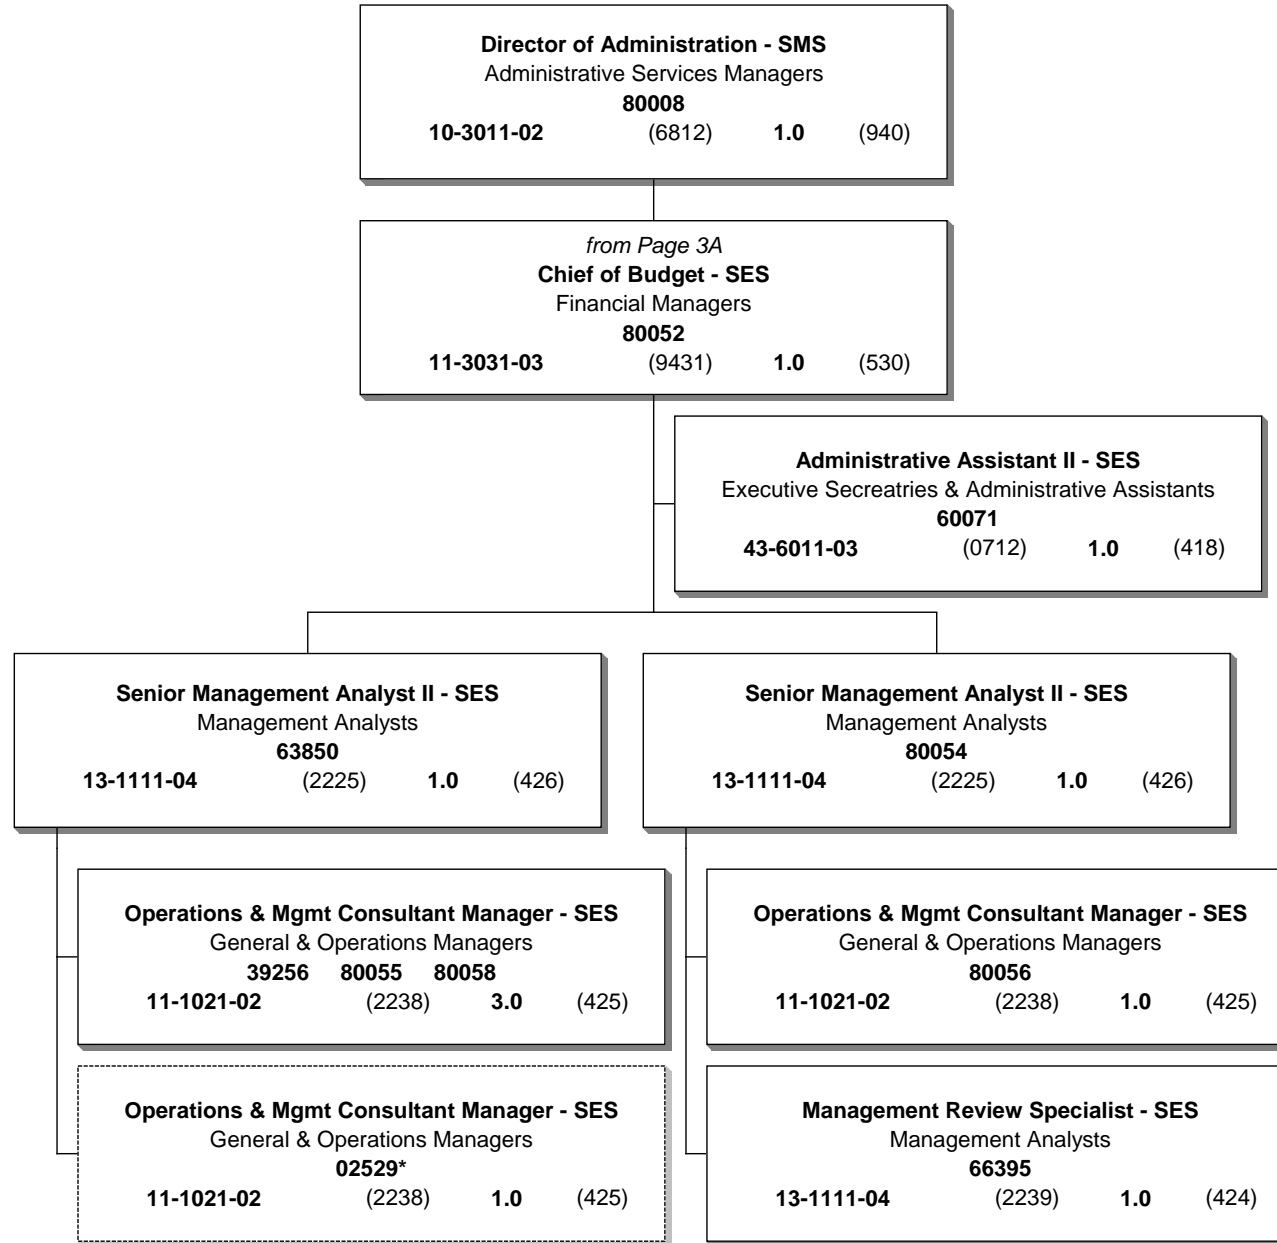 Director of Administration - SMS
Administrative Services Managers
80008
10-3011-02 (6812) 1.0 (940)
from Page 3A
Chief of Budget - SES
Financial Managers
80052
11-3031-03 (9431) 1.0 (530)
Administrative Assistant II - SES
Executive Secreatries & Administrative Assistants
60071
43-6011-03 (0712) 1.0 (418)
Senior Management Analyst II - SES
Management Analysts
63850
13-1111-04 (2225) 1.0 (426)
Senior Management Analyst II - SES
Management Analysts
80054
13-1111-04 (2225) 1.0 (426)
Operations & Mgmt Consultant Manager - SES
General & Operations Managers
39256 80055 80058
11-1021-02 (2238) 3.0 (425)
Operations & Mgmt Consultant Manager - SES
General & Operations Managers
80056
11-1021-02 (2238) 1.0 (425)
Operations & Mgmt Consultant Manager - SES
General & Operations Managers
02529*
11-1021-02 (2238) 1.0 (425)
Management Review Specialist - SES
Management Analysts
66395
13-1111-04 (2239) 1.0 (424)